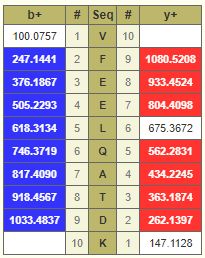 b+ # Seq # y+
100.0757 1 V 10
247.1441 2 F 9 1080.5208
376.1867 3 E 8 933.4524
505.2293 4 E 7 804.4098
618.3134 5 L 6 675.3672
746.3719 6 Q 5 562.2831
817.4090 7 A 4 434.2245
918.4567 8 T 3 363.1874
1033.4837 9 D 2 262.1397
10 K 1 147.1128